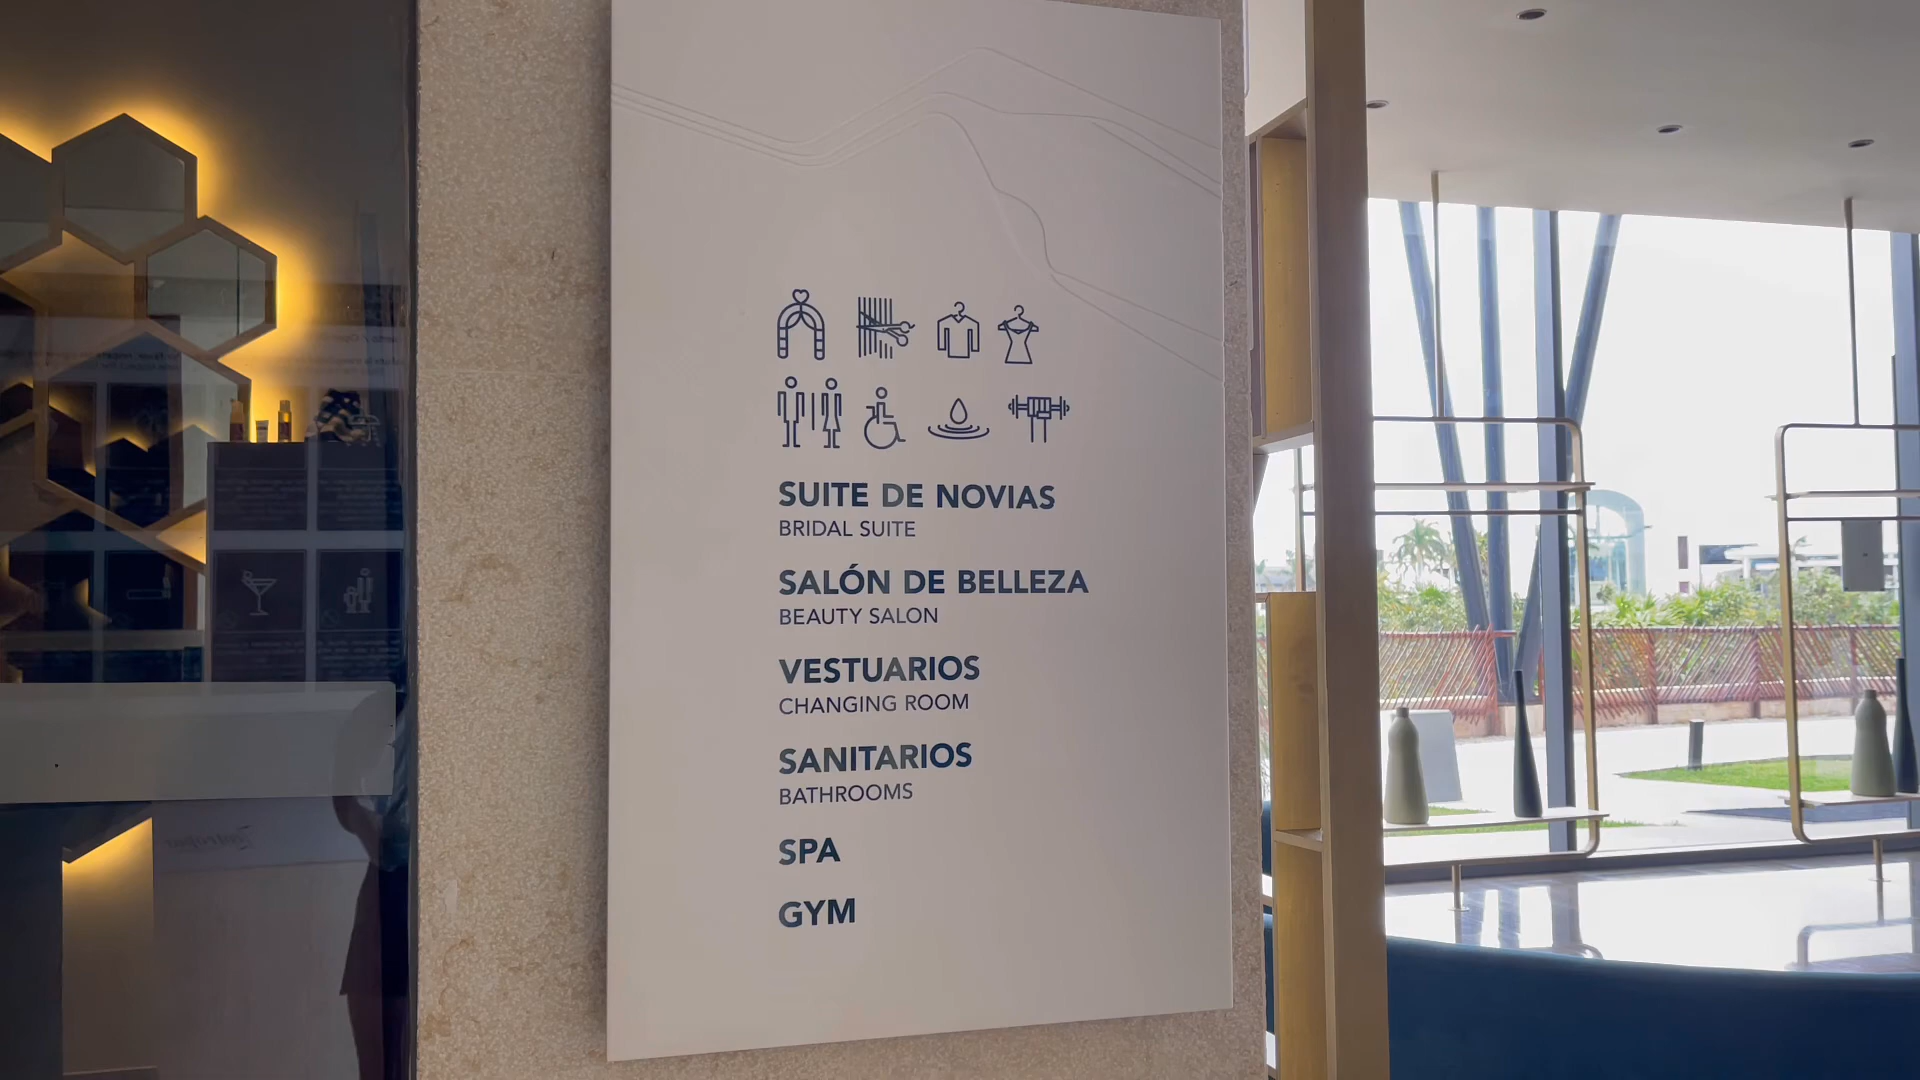 SUITE DE NOVIAS
BRIDAL SUITE
SALÓN DE BELLEZA
BEAUTY SALON
VESTUARIOS
CHANGING ROOM
SANITARIOS
BATHROOMS
SPA
GYM